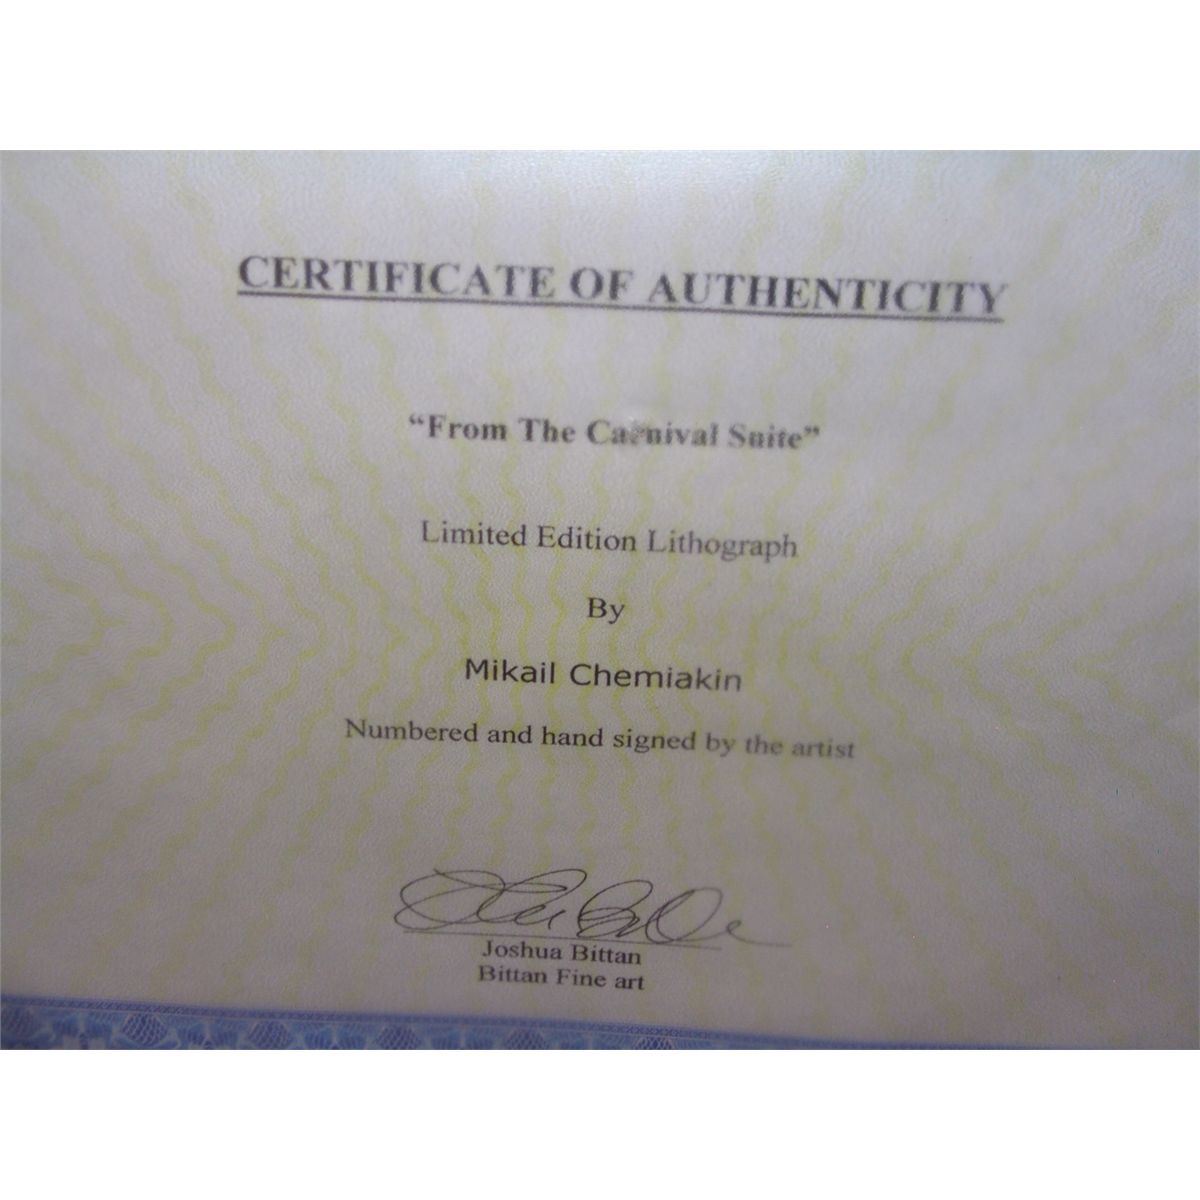 CERTIFICATE OF AUTHENTICITY
“From The Carnival Suite”
Limited Edition Lithograph
By
Mikail Chemiakin
Numbered and hand signed by the artist
Joshua Bittan
Bittan Fine art